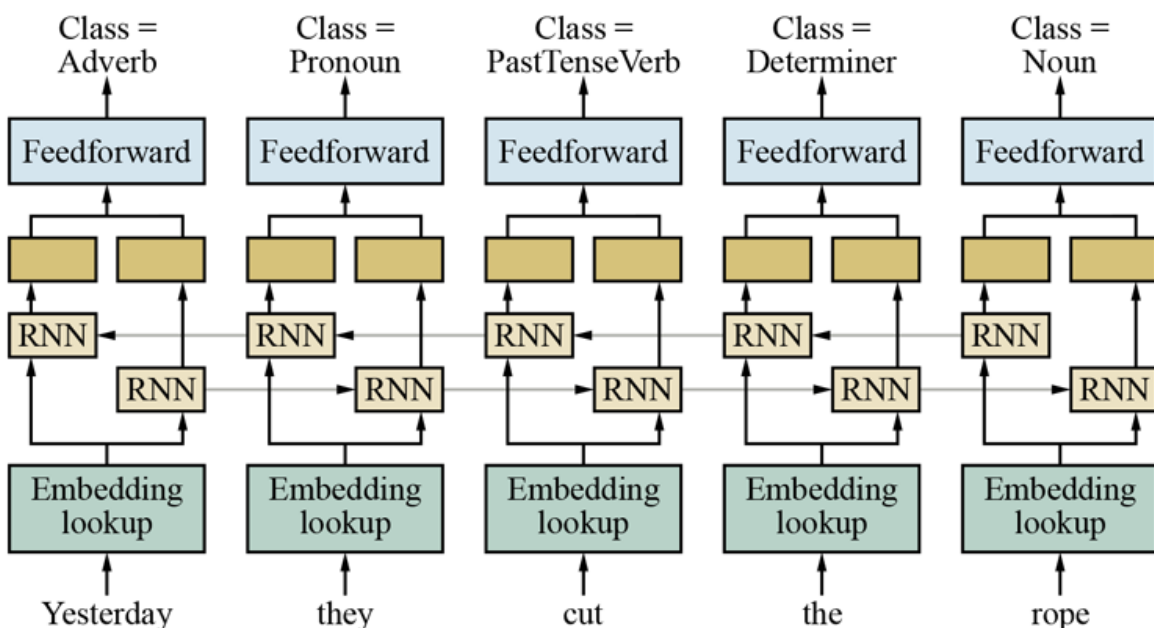 Class = Class = Class = Class = Class =
Adverb Pronoun PastTenseVerb Determiner Noun
Feedforward Feedforward Feedforward Feedforward Feedforward
RNN RNN RNN RNN RNN
RNN RNN RNN RNN RNN
Embedding Embedding Embedding Embedding Embedding
lookup lookup lookup lookup lookup
Yesterday they cut the rope